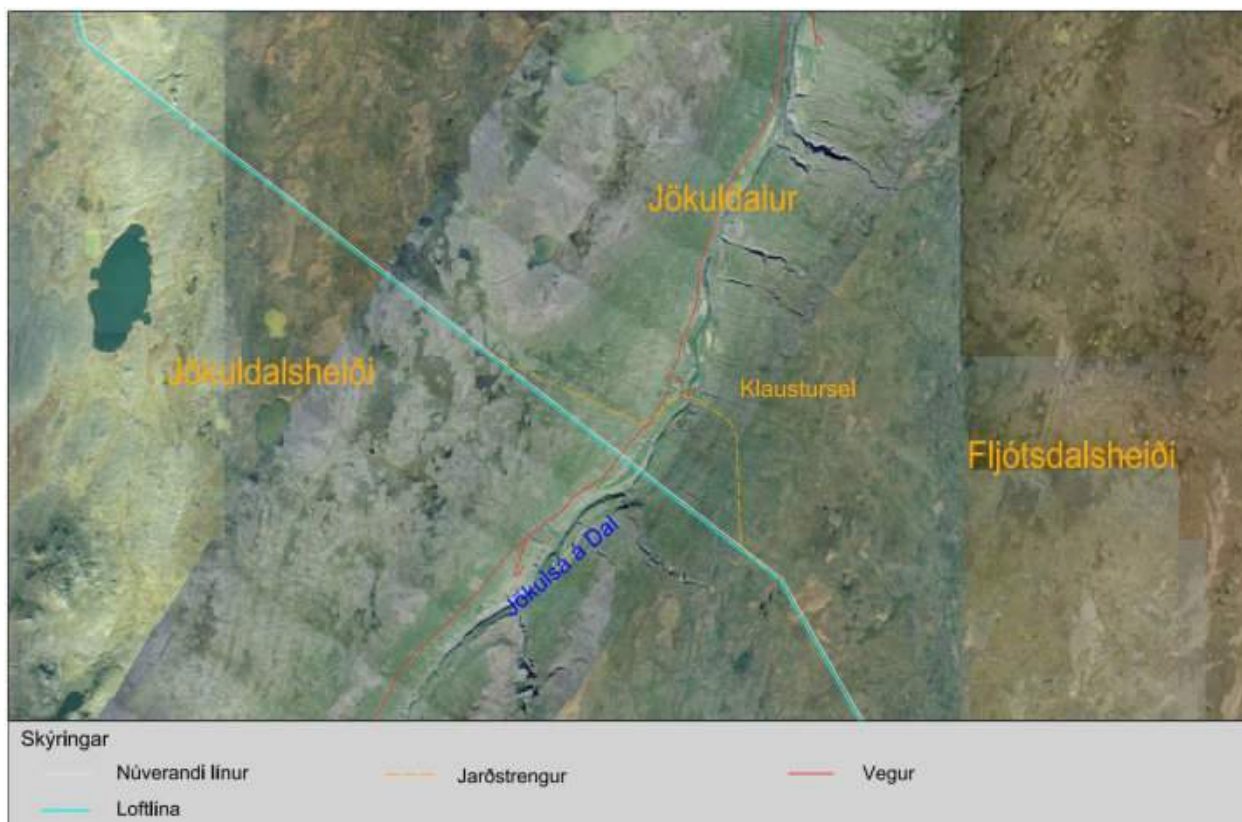 Jökuldalur
Jökuldalsheiði
Klaustursel
Fljótsdalsheiði
Jökulsá á Dal
Skýringar
Núverandi línur
Jarðstrengur
Vegur
Loftlína